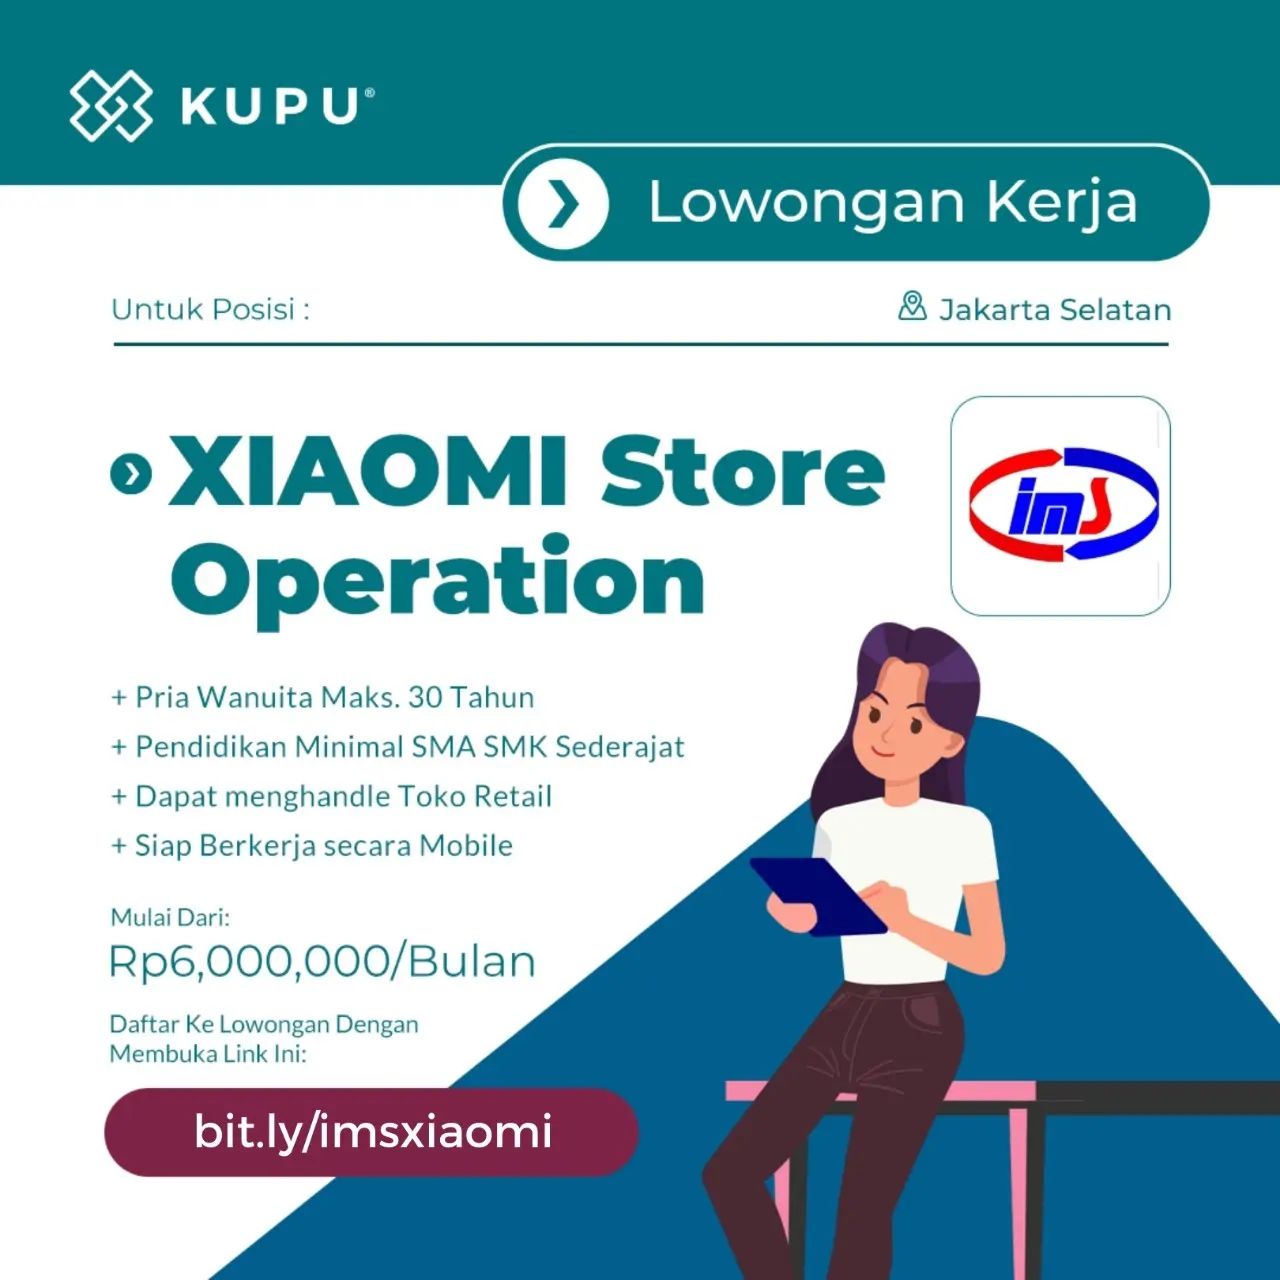 KUPU®
Lowongan Kerja
Untuk Posisi :
Jakarta Selatan
XIAOMI Store
Operation
ims
+ Pria Wanuita Maks. 30 Tahun
+ Pendidikan Minimal SMA SMK Sederajat
+ Dapat menghandle Toko Retail
+ Siap Berkerja secara Mobile
Mulai Dari:
Rp6,000,000/Bulan
Daftar Ke Lowongan Dengan
Membuka Link Ini:
bit.ly/imsxiaomi